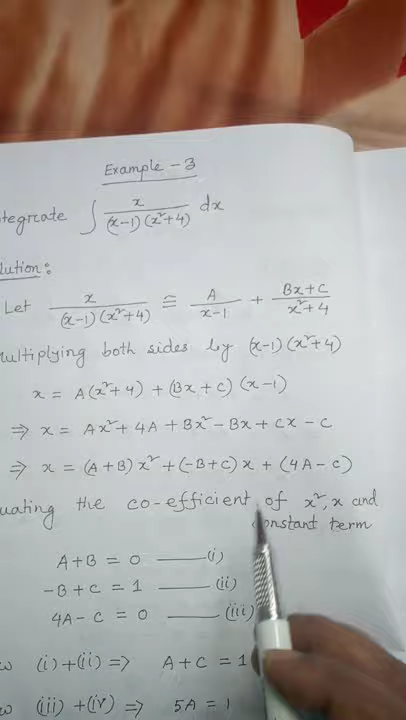 Example - 3
ntegrate ∫ x / (x-1)(x²+4) dx
lution :
Let x / (x-1)(x²+4) ≅ A / x-1 + Bx+C / x²+4
ultiplying both sides by (x-1)(x²+4)
x = A(x²+4) + (Bx+C)(x-1)
⇒ x = Ax²+4A+Bx²-Bx+Cx-C
⇒ x = (A+B)x²+(-B+C)x+(4A-C)
uating the co-efficient of x², x and
constant term
A+B = 0 —— (i)
-B+C = 1 —— (ii)
4A-C = 0 —— (iii)
w (i)+(ii) ⇒ A+C = 1
w (iii)+(iv) ⇒ 5A = 1